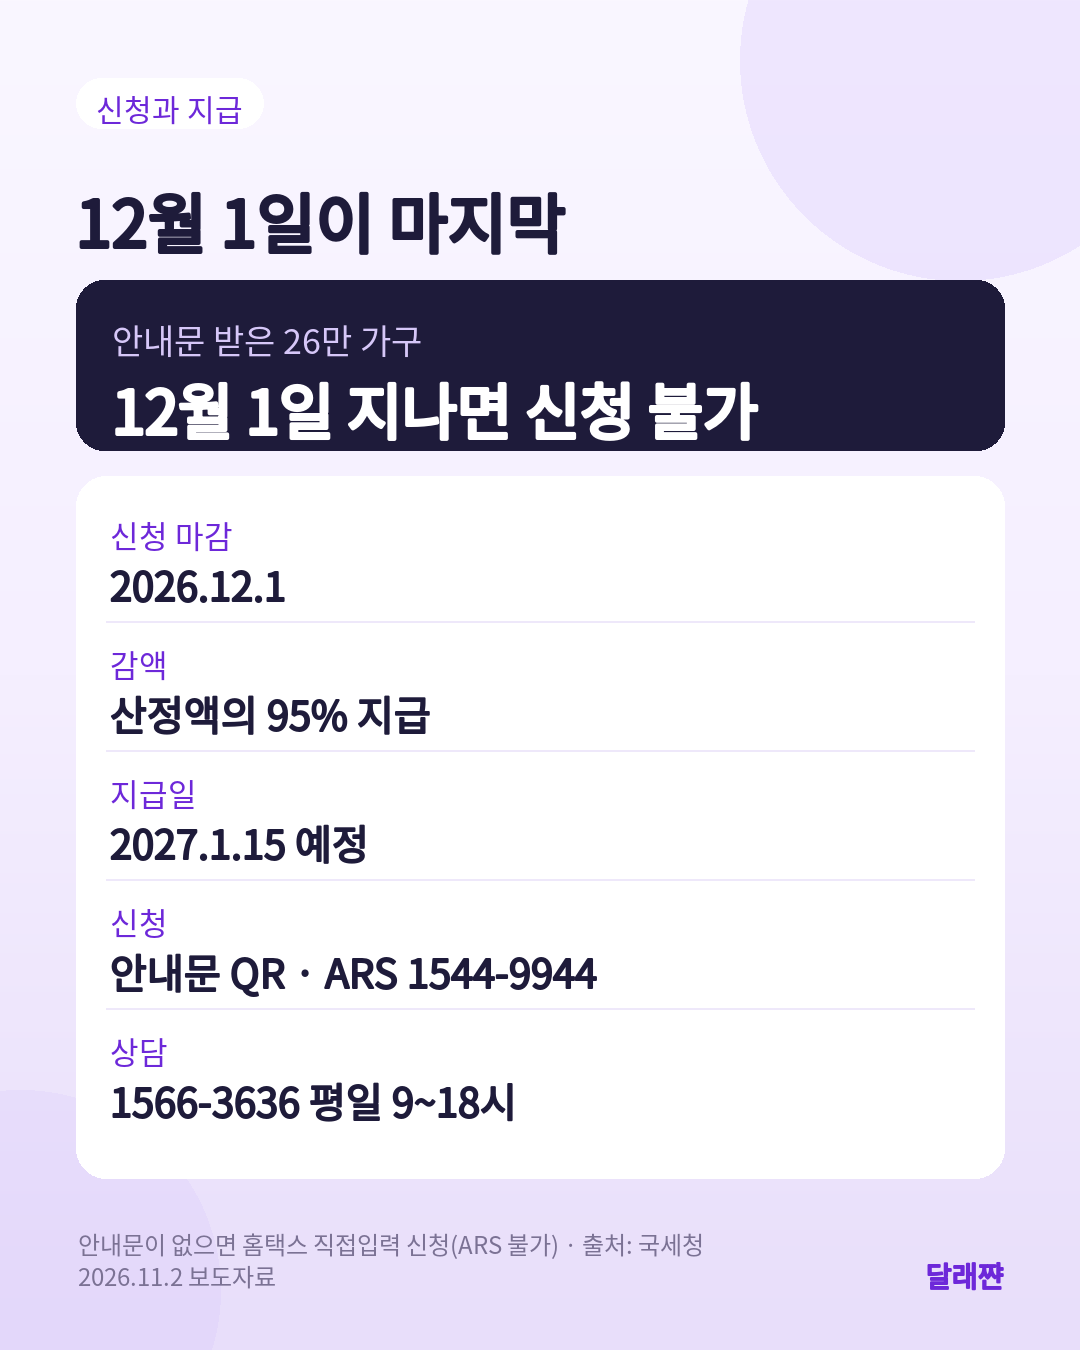 신청과 지급
12월 1일이 마지막
안내문 받은 26만 가구
12월 1일 지나면 신청 불가
신청 마감
2026.12.1
감액
산정액의 95% 지급
지급일
2027.1.15 예정
신청
안내문 QR · ARS 1544-9944
상담
1566-3636 평일 9~18시
안내문이 없으면 홈택스 직접입력 신청(ARS 불가) · 출처: 국세청
2026.11.2 보도자료
달래쨘